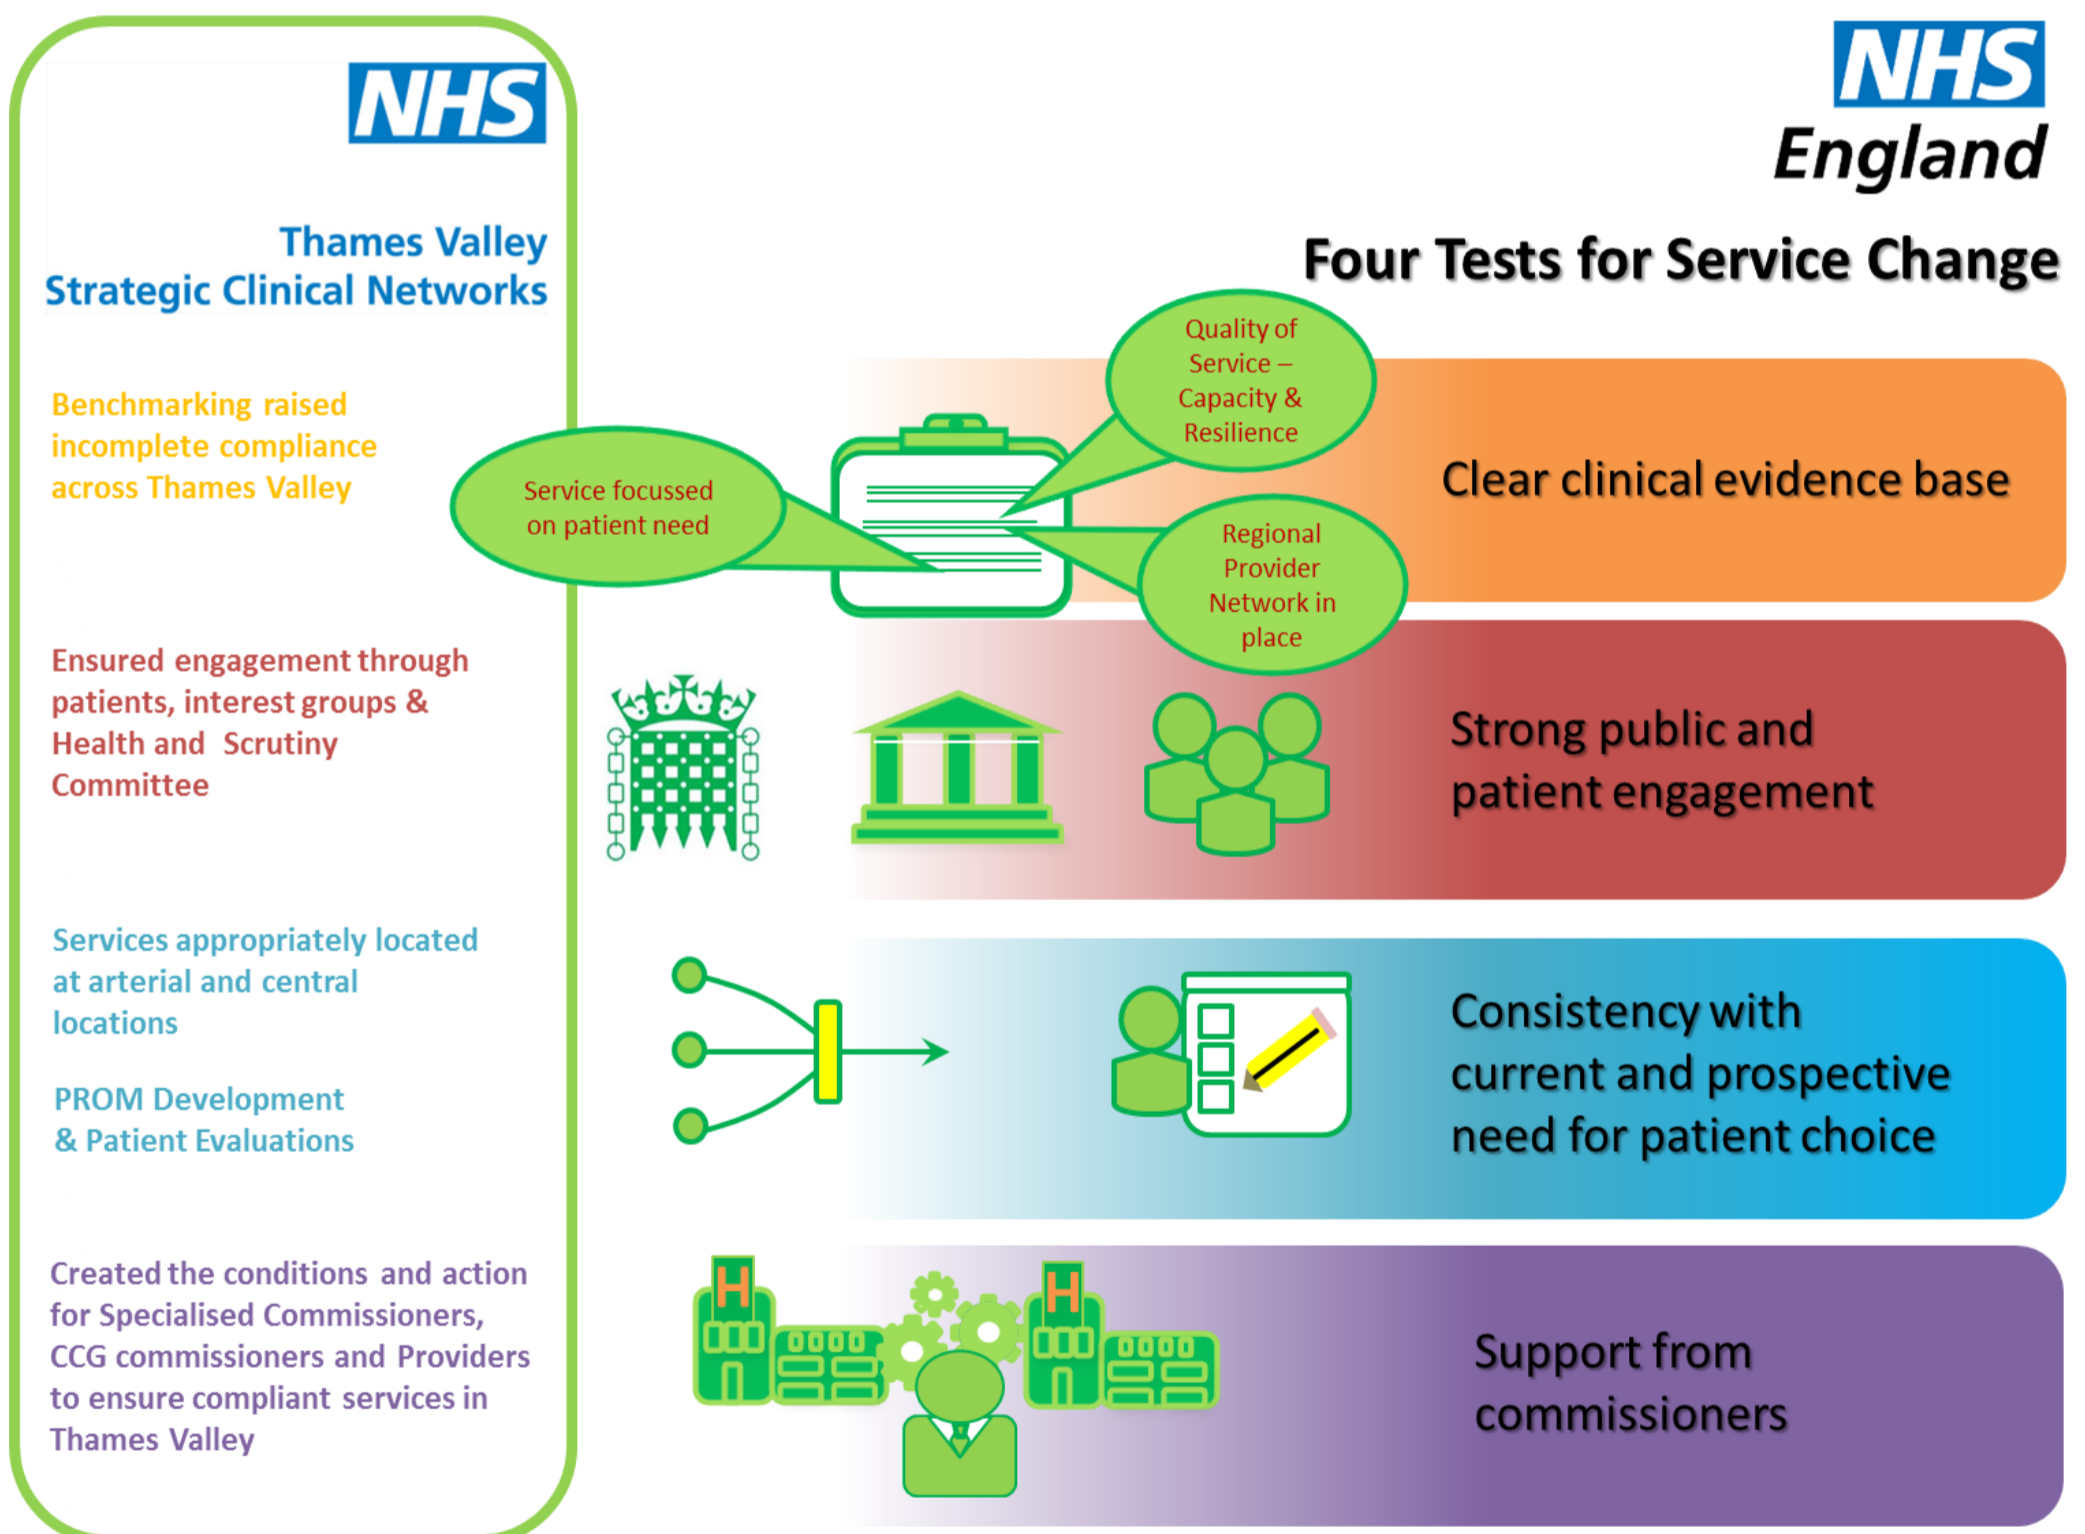 NHS
Thames Valley
Strategic Clinical Networks
NHS
England
Four Tests for Service Change
Benchmarking raised
incomplete compliance
across Thames Valley
Service focussed
on patient need
Quality of
Service –
Capacity &
Resilience
Regional
Provider
Network in
place
Clear clinical evidence base
Ensured engagement through
patients, interest groups &
Health and Scrutiny
Committee
Strong public and
patient engagement
Services appropriately located
at arterial and central
locations
PROM Development
& Patient Evaluations
Consistency with
current and prospective
need for patient choice
Created the conditions and action
for Specialised Commissioners,
CCG commissioners and Providers
to ensure compliant services in
Thames Valley
H
H
Support from
commissioners